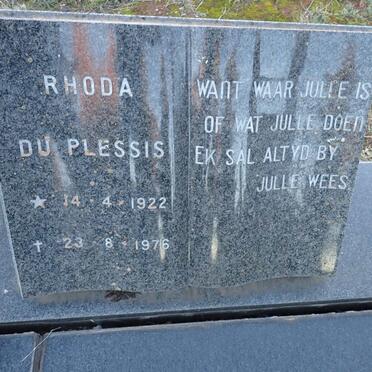 RHODA
DU PLESSIS
★ 14 · 4 · 1922
✝ 23 · 8 · 1976
WANT WAAR JULLE IS
OF WAT JULLE DOEN
EK SAL ALTYD BY
JULLE WEES